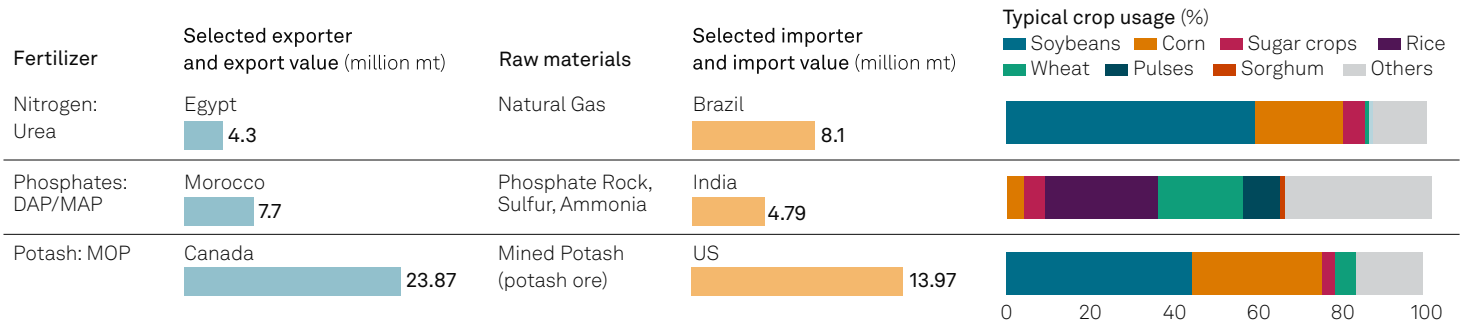 Typical crop usage (%)
Soybeans Corn Sugar crops Rice
Wheat Pulses Sorghum Others
Fertilizer
Selected exporter
and export value (million mt)
Raw materials
Selected importer
and import value (million mt)
Nitrogen:
Urea
Egypt
4.3
Natural Gas
Brazil
8.1
Phosphates:
DAP/MAP
Morocco
7.7
Phosphate Rock,
Sulfur, Ammonia
India
4.79
Potash: MOP
Canada
23.87
Mined Potash
(potash ore)
US
13.97
0 20 40 60 80 100